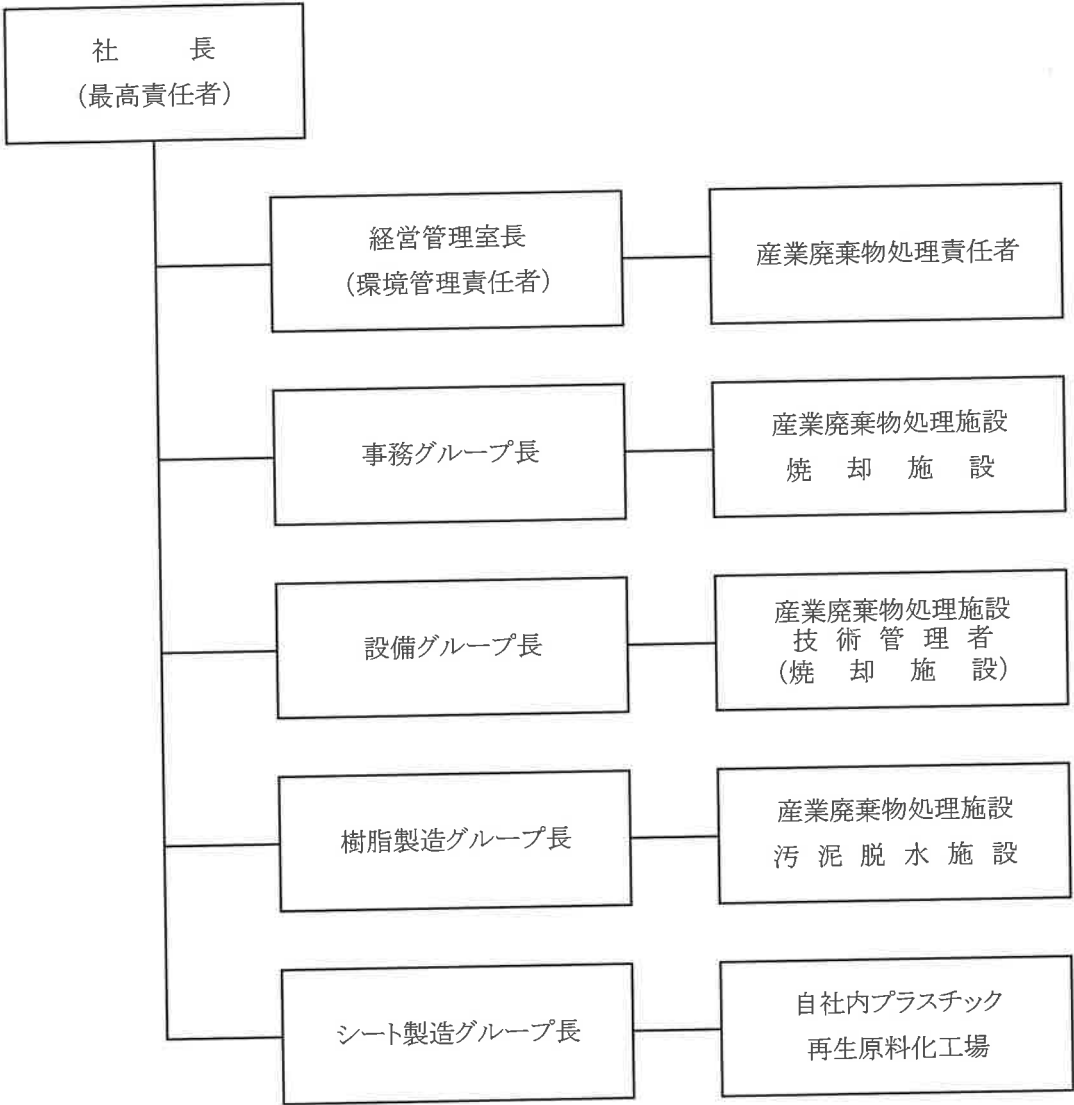 社長
(最高責任者)
経営管理室長
(環境管理責任者)
産業廃棄物処理責任者
事務グループ長
産業廃棄物処理施設
焼却施設
設備グループ長
産業廃棄物処理施設
技術管理者
(焼却施設)
樹脂製造グループ長
産業廃棄物処理施設
汚泥脱水施設
シート製造グループ長
自社内プラスチック
再生原料化工場